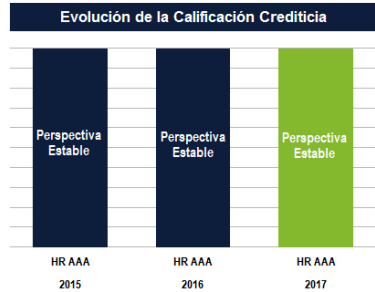 Evolución de la Calificación Crediticia
Perspectiva
Estable
Perspectiva
Estable
Perspectiva
Estable
HR AAA
HR AAA
HR AAA
2015
2016
2017